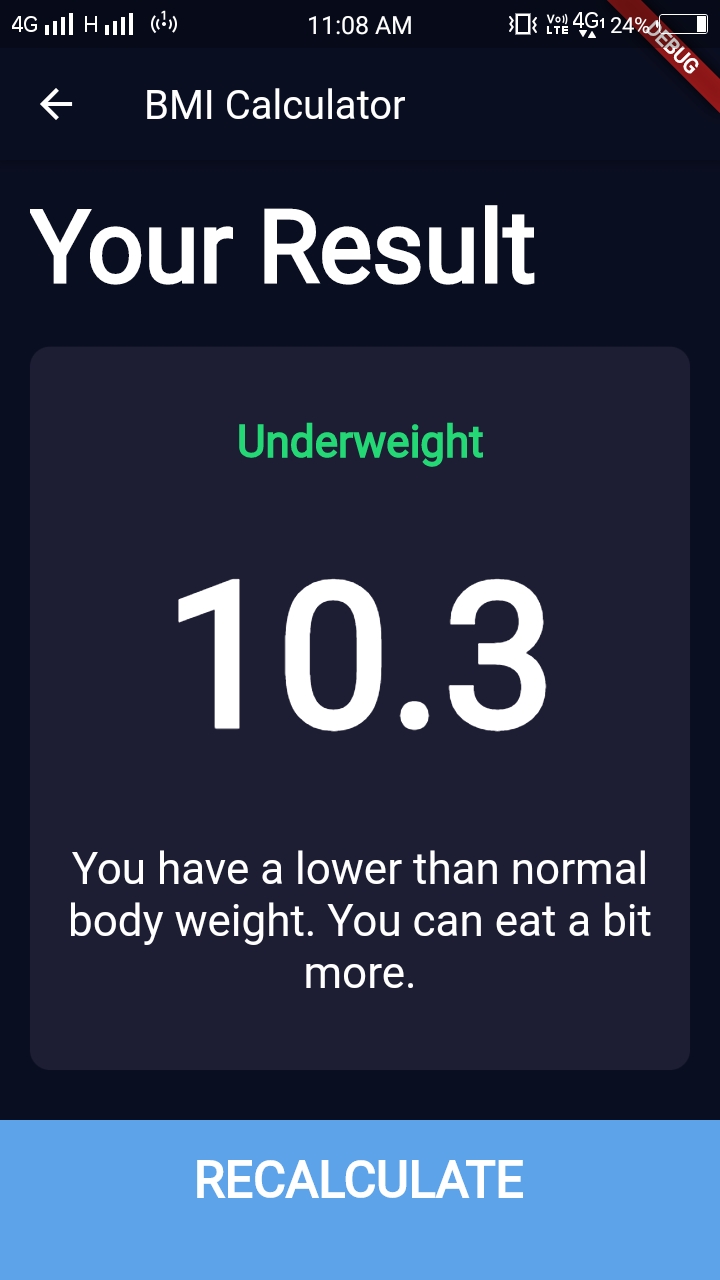 4G H 11:08 AM Vo)) LTE 4G1 24%
DEBUG
BMI Calculator
Your Result
Underweight
10.3
You have a lower than normal
body weight. You can eat a bit
more.
RECALCULATE